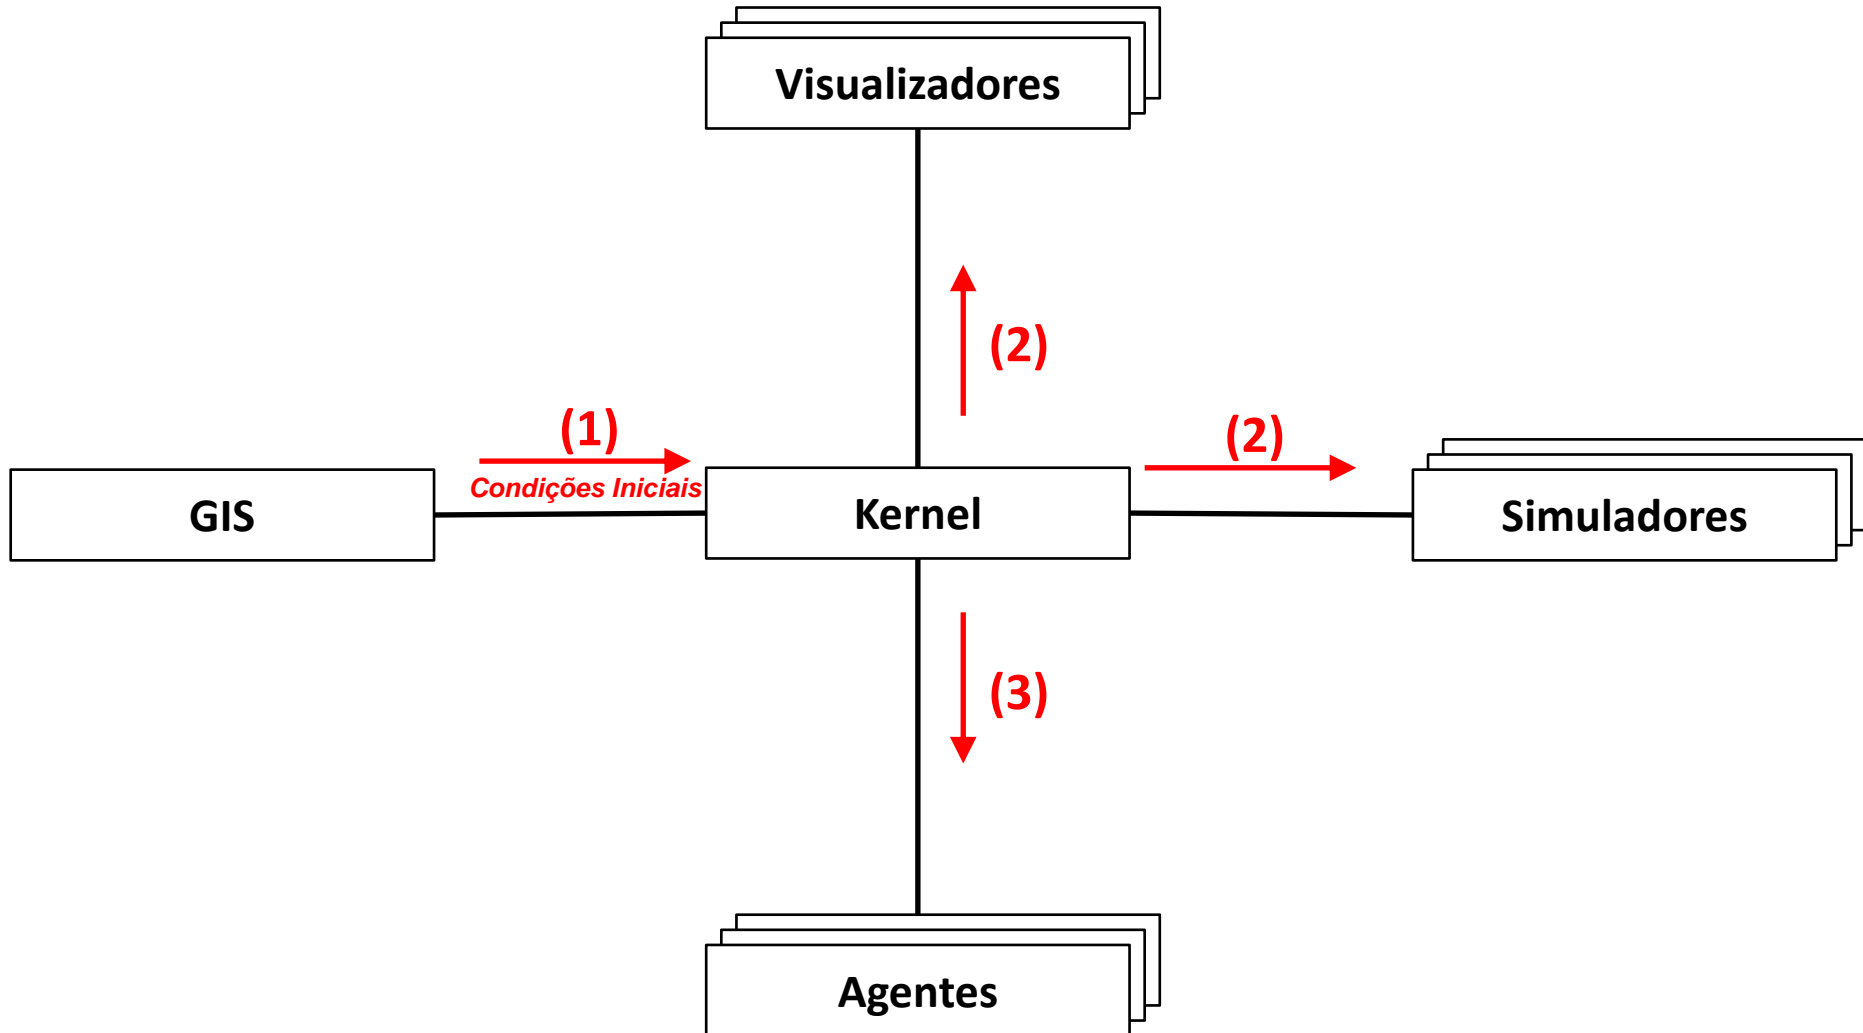 Visualizadores
(2)
(1)
(2)
Condições Iniciais
GIS
Kernel
Simuladores
(3)
Agentes